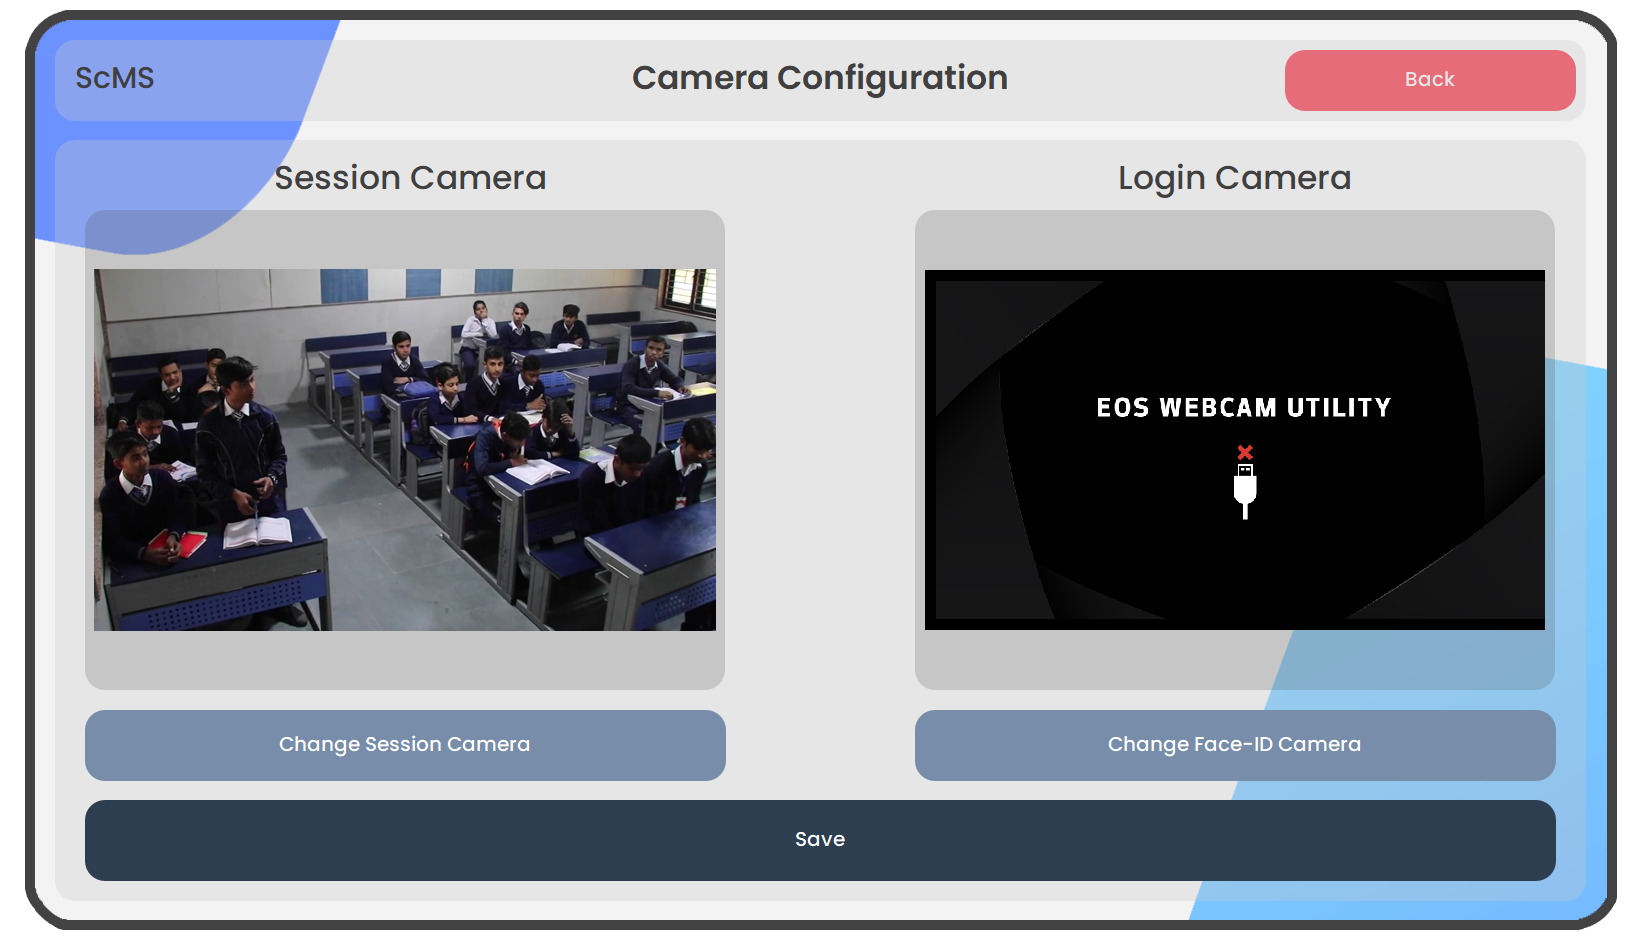 ScMS
Camera Configuration
Back
Session Camera
Login Camera
EOS WEBCAM UTILITY
Change Session Camera
Change Face-ID Camera
Save